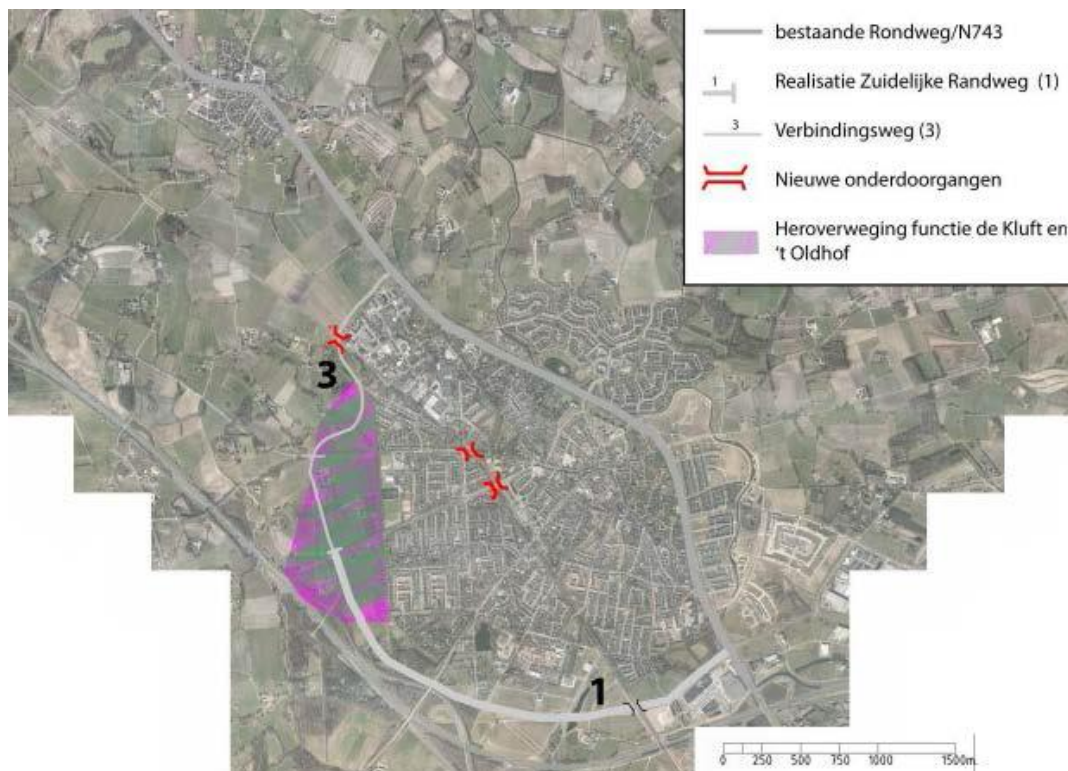 bestaande Rondweg/N743
1
Realisatie Zuidelijke Randweg (1)
3
Verbindingsweg (3)
Nieuwe onderdoorgangen
Heroverweging functie de Kluft en
't Oldhof
3
1
0 250 500 1000 1500m.